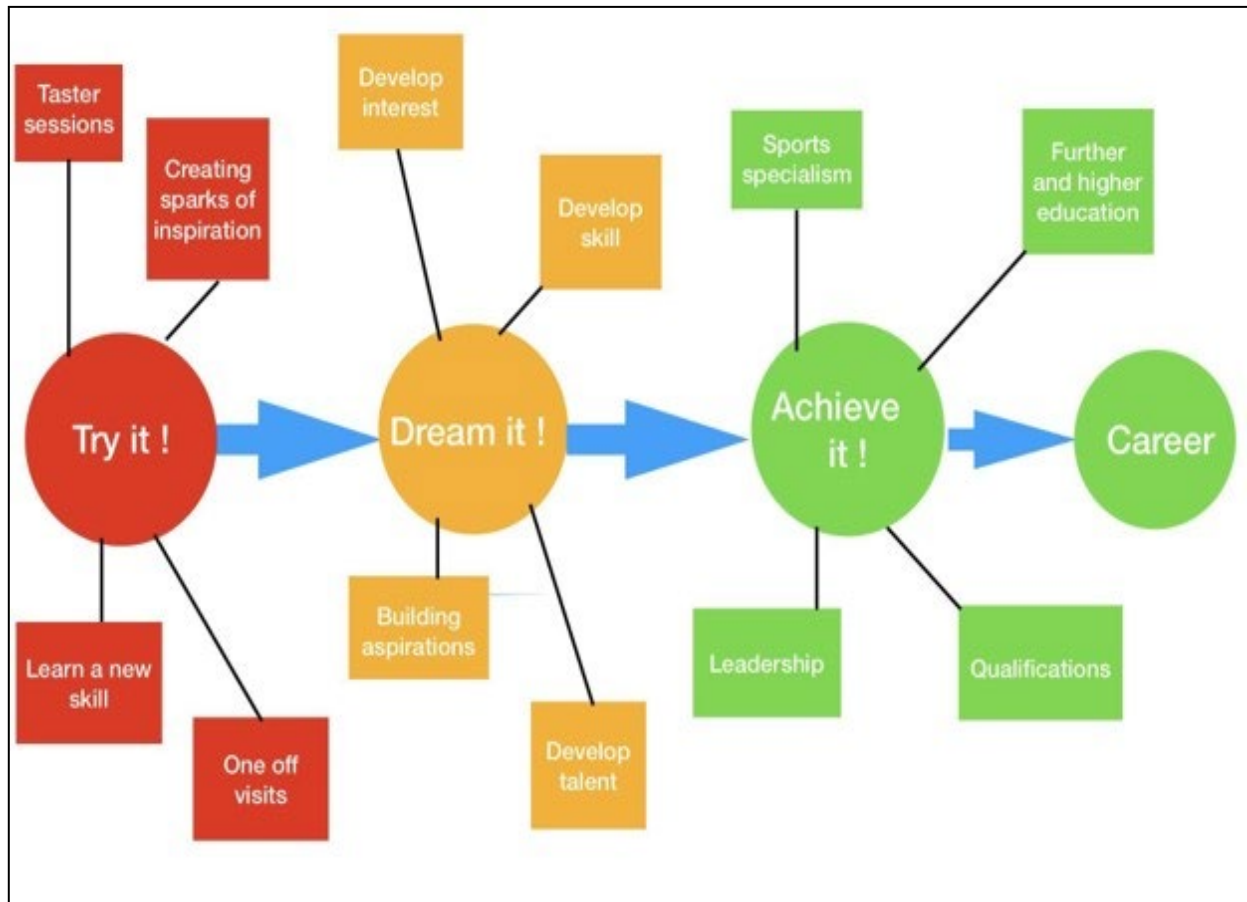 Taster
sessions
Creating
sparks of
inspiration
Develop
interest
Develop
skill
Sports
specialism
Further
and higher
education
Try it !
Dream it !
Achieve
it !
Career
Learn a new
skill
One off
visits
Building
aspirations
Develop
talent
Leadership
Qualifications